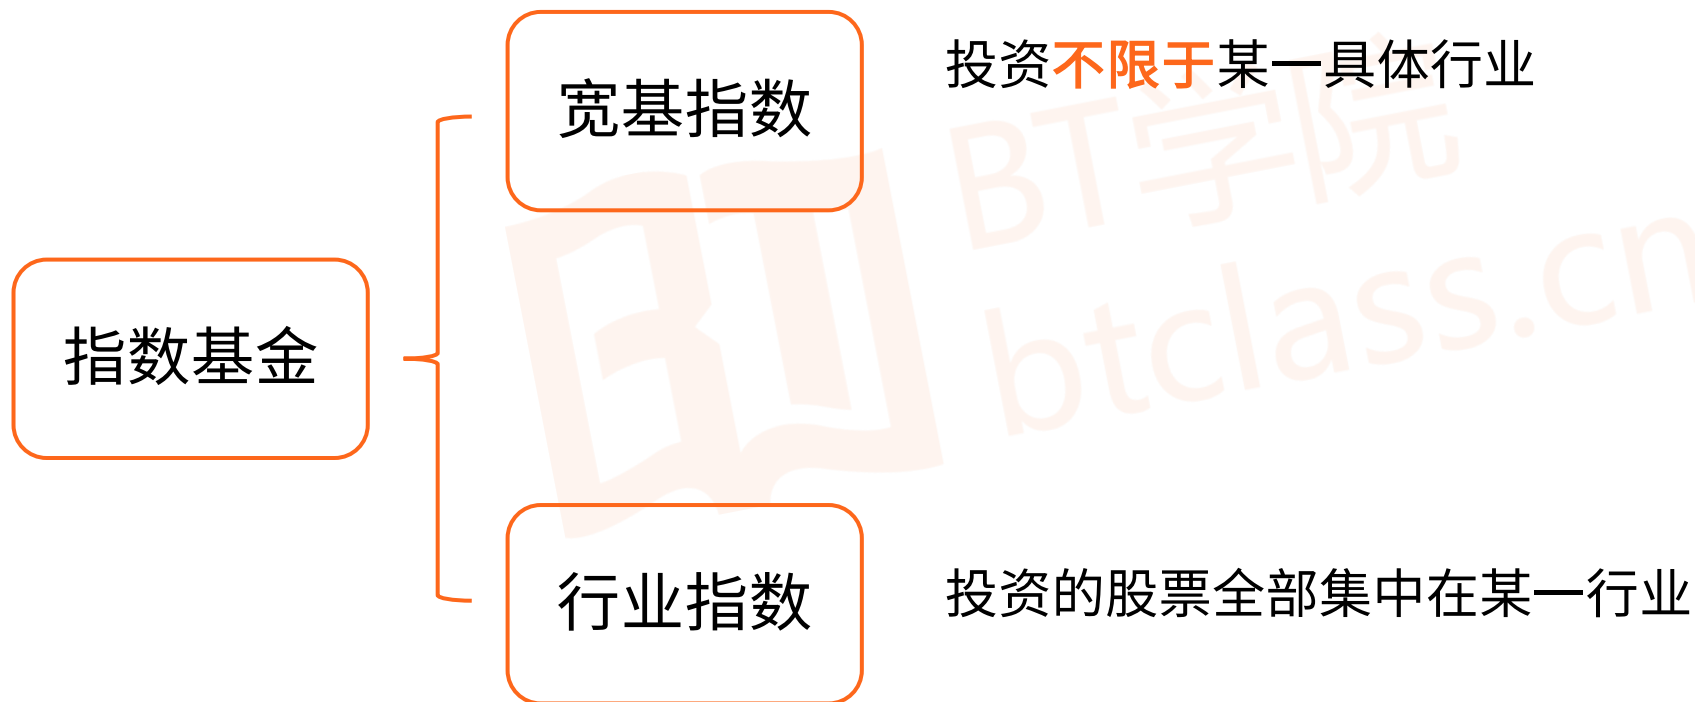 宽基指数
投资不限于某一具体行业
BT学院
btclass.cn
指数基金
行业指数
投资的股票全部集中在某一行业